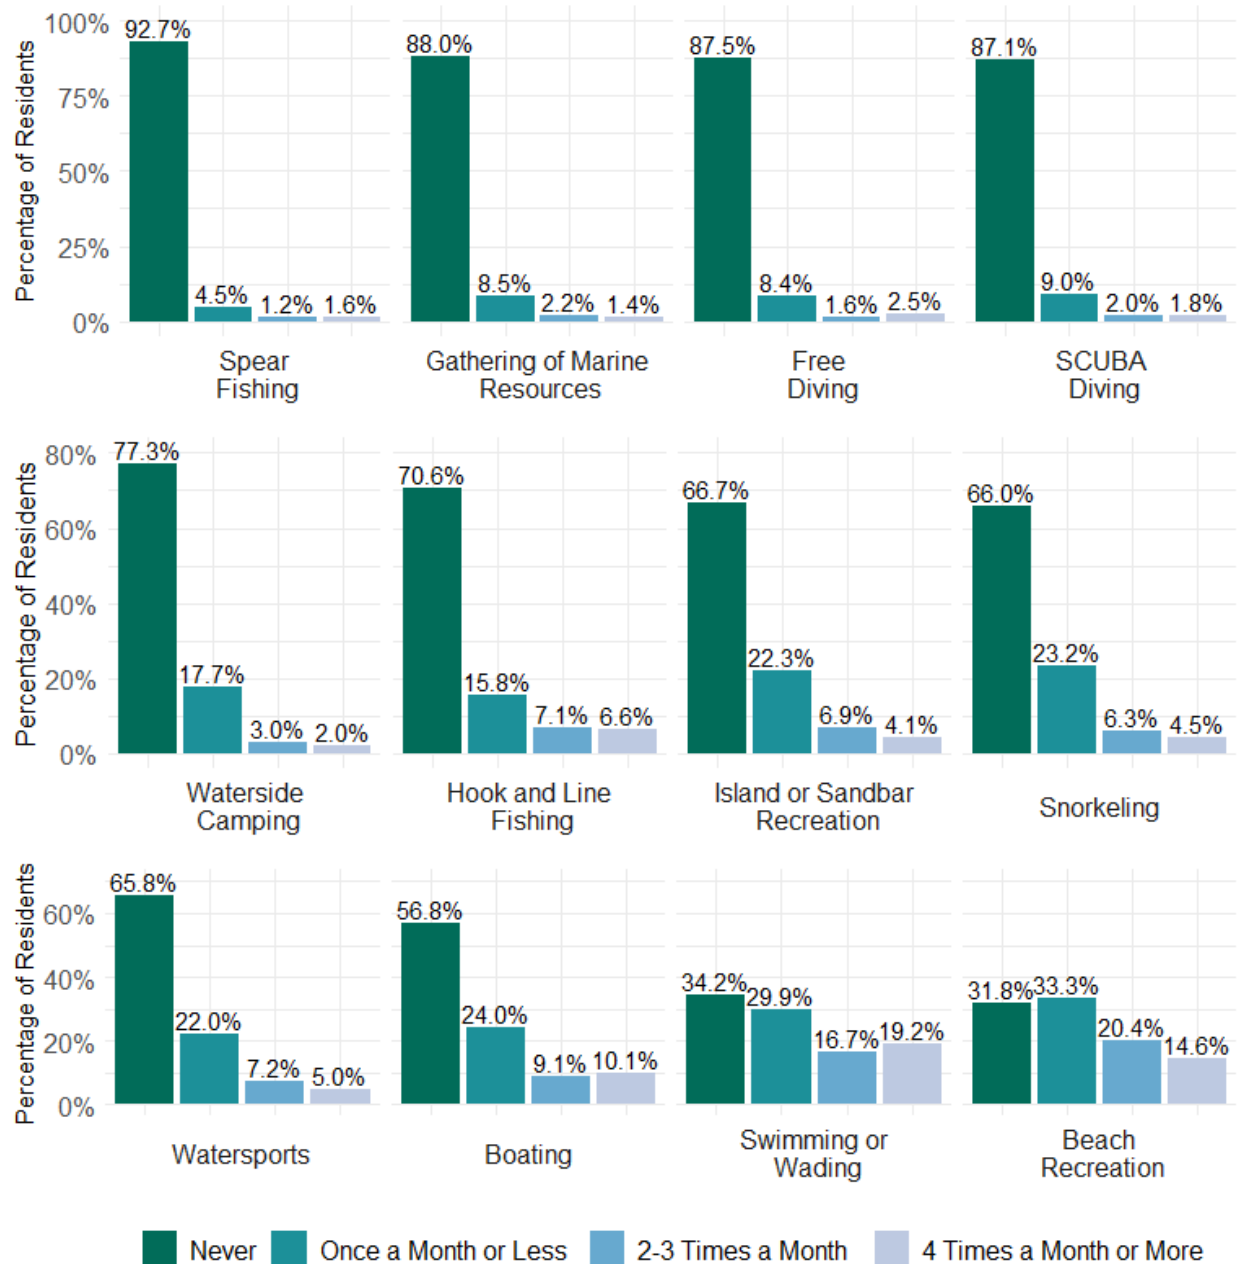 Percentage of Residents
100%
75%
50%
25%
0%
92.7%
4.5%
1.2%
1.6%
Spear
Fishing
88.0%
8.5%
2.2%
1.4%
Gathering of Marine
Resources
87.5%
8.4%
1.6%
2.5%
Free
Diving
87.1%
9.0%
2.0%
1.8%
SCUBA
Diving
Percentage of Residents
80%
60%
40%
20%
0%
77.3%
17.7%
3.0%
2.0%
Waterside
Camping
70.6%
15.8%
7.1%
6.6%
Hook and Line
Fishing
66.7%
22.3%
6.9%
4.1%
Island or Sandbar
Recreation
66.0%
23.2%
6.3%
4.5%
Snorkeling
Percentage of Residents
60%
40%
20%
0%
65.8%
22.0%
7.2%
5.0%
Watersports
56.8%
24.0%
9.1%
10.1%
Boating
34.2%
29.9%
16.7%
19.2%
Swimming or
Wading
31.8%
33.3%
20.4%
14.6%
Beach
Recreation
Never
Once a Month or Less
2-3 Times a Month
4 Times a Month or More